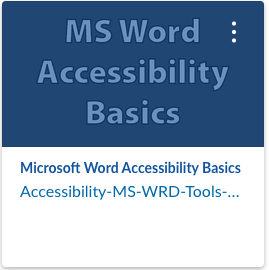 MS Word
Accessibility
Basics
Microsoft Word Accessibility Basics
Accessibility-MS-WRD-Tools-...